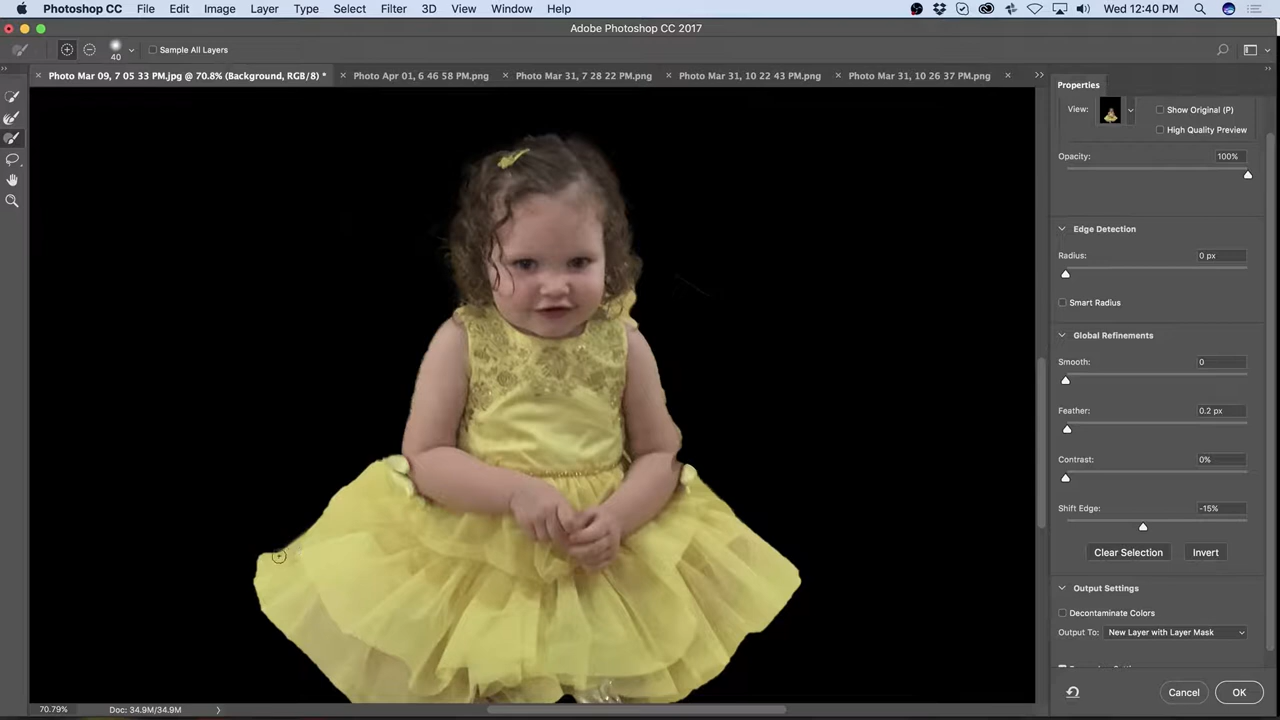 Photoshop CC File Edit Image Layer Type Select Filter 3D View Window Help Wed 12:40 PM
Adobe Photoshop CC 2017
40 Sample All Layers
Photo Mar 09, 7 05 33 PM.jpg @ 70.8% (Background, RGB/8) * Photo Apr 01, 6 46 58 PM.png Photo Mar 31, 7 28 22 PM.png Photo Mar 31, 10 22 43 PM.png Photo Mar 31, 10 26 37 PM.png
Properties
View: Show Original (P)
High Quality Preview
Opacity: 100%
Edge Detection
Radius: 0 px
Smart Radius
Global Refinements
Smooth: 0
Feather: 0.2 px
Contrast: 0%
Shift Edge: -15%
Clear Selection Invert
Output Settings
Decontaminate Colors
Output To: New Layer with Layer Mask
Cancel OK
70.79% Doc: 34.9M/34.9M